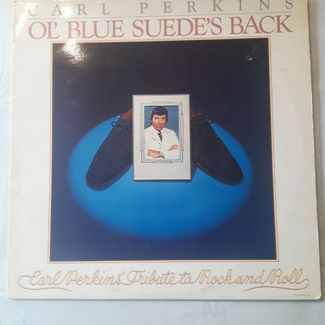 CARL PERKINS
OL' BLUE SUEDE'S BACK
Carl Perkins' Tribute to Rock and Roll